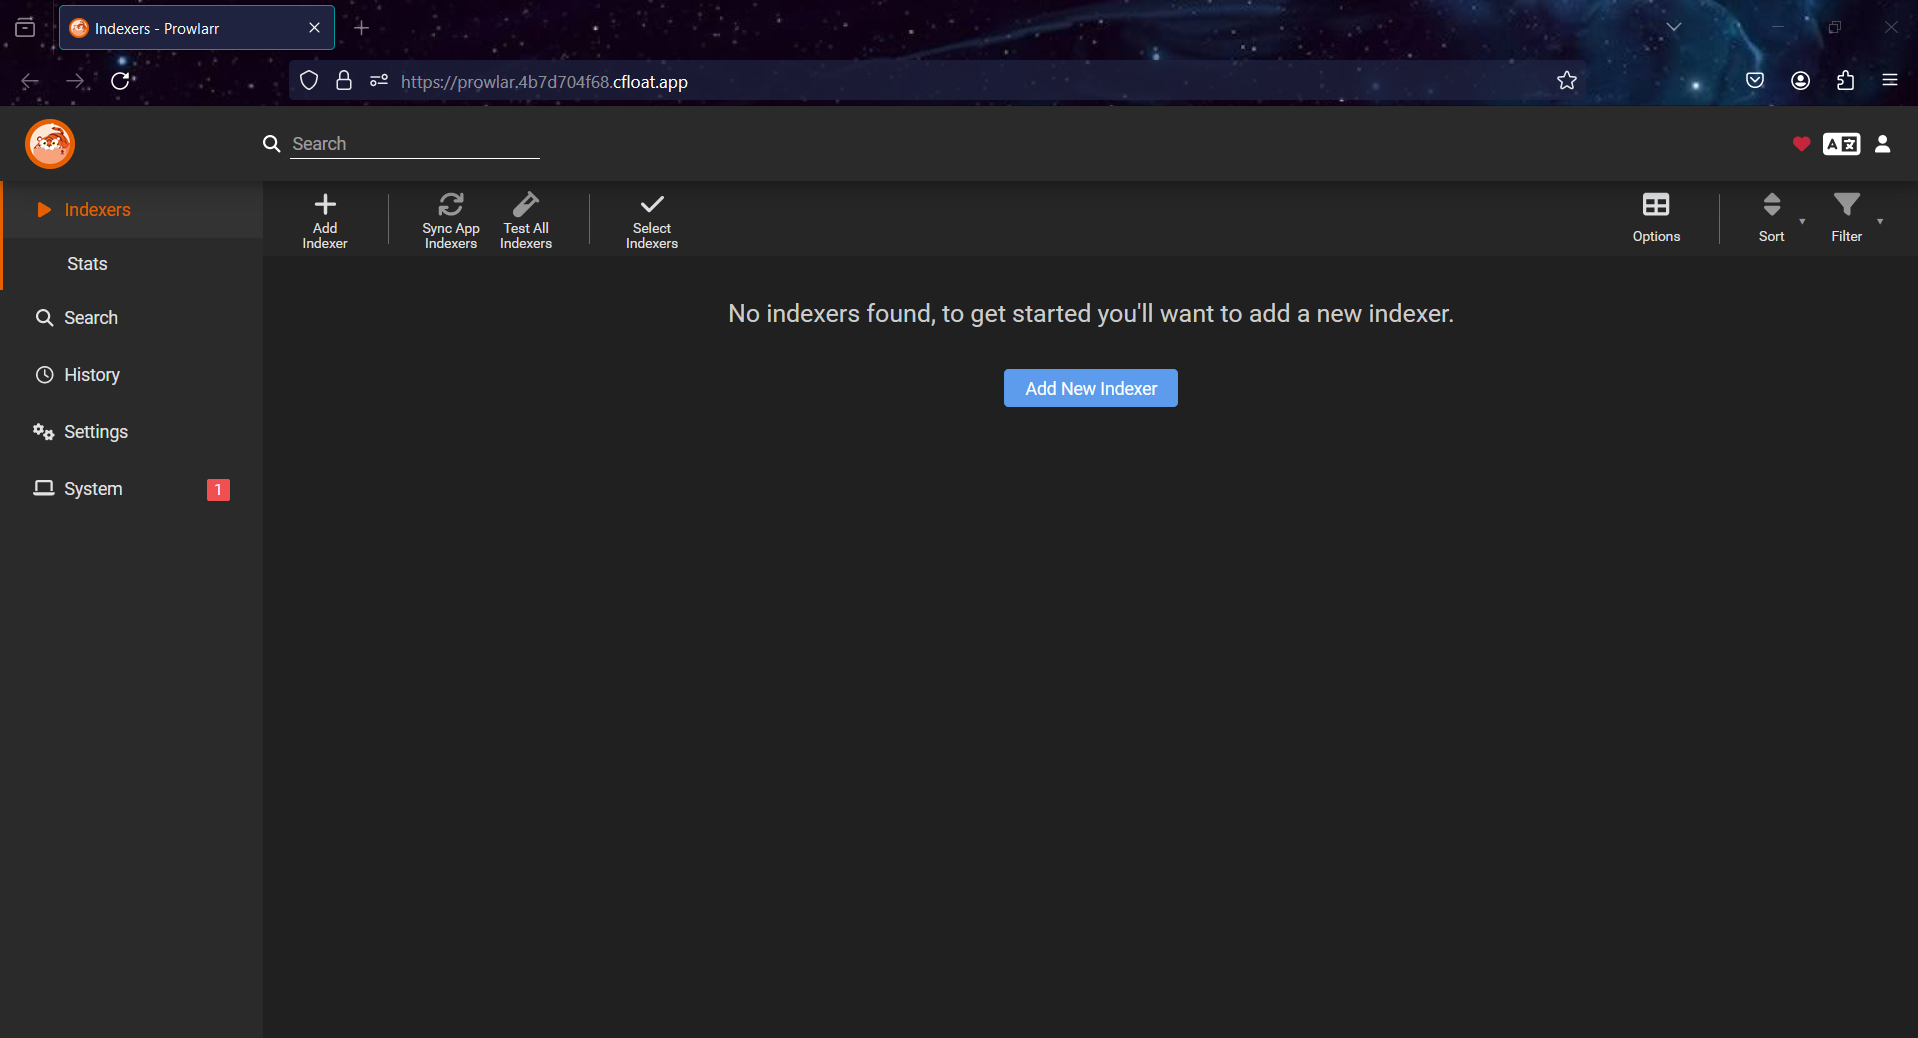 Indexers - Prowlarr
https://prowlar.4b7d704f68.cfloat.app
Search
Indexers
Stats
Search
History
Settings
System 1
Add Indexer
Sync App Indexers
Test All Indexers
Select Indexers
Options
Sort
Filter
No indexers found, to get started you'll want to add a new indexer.
Add New Indexer